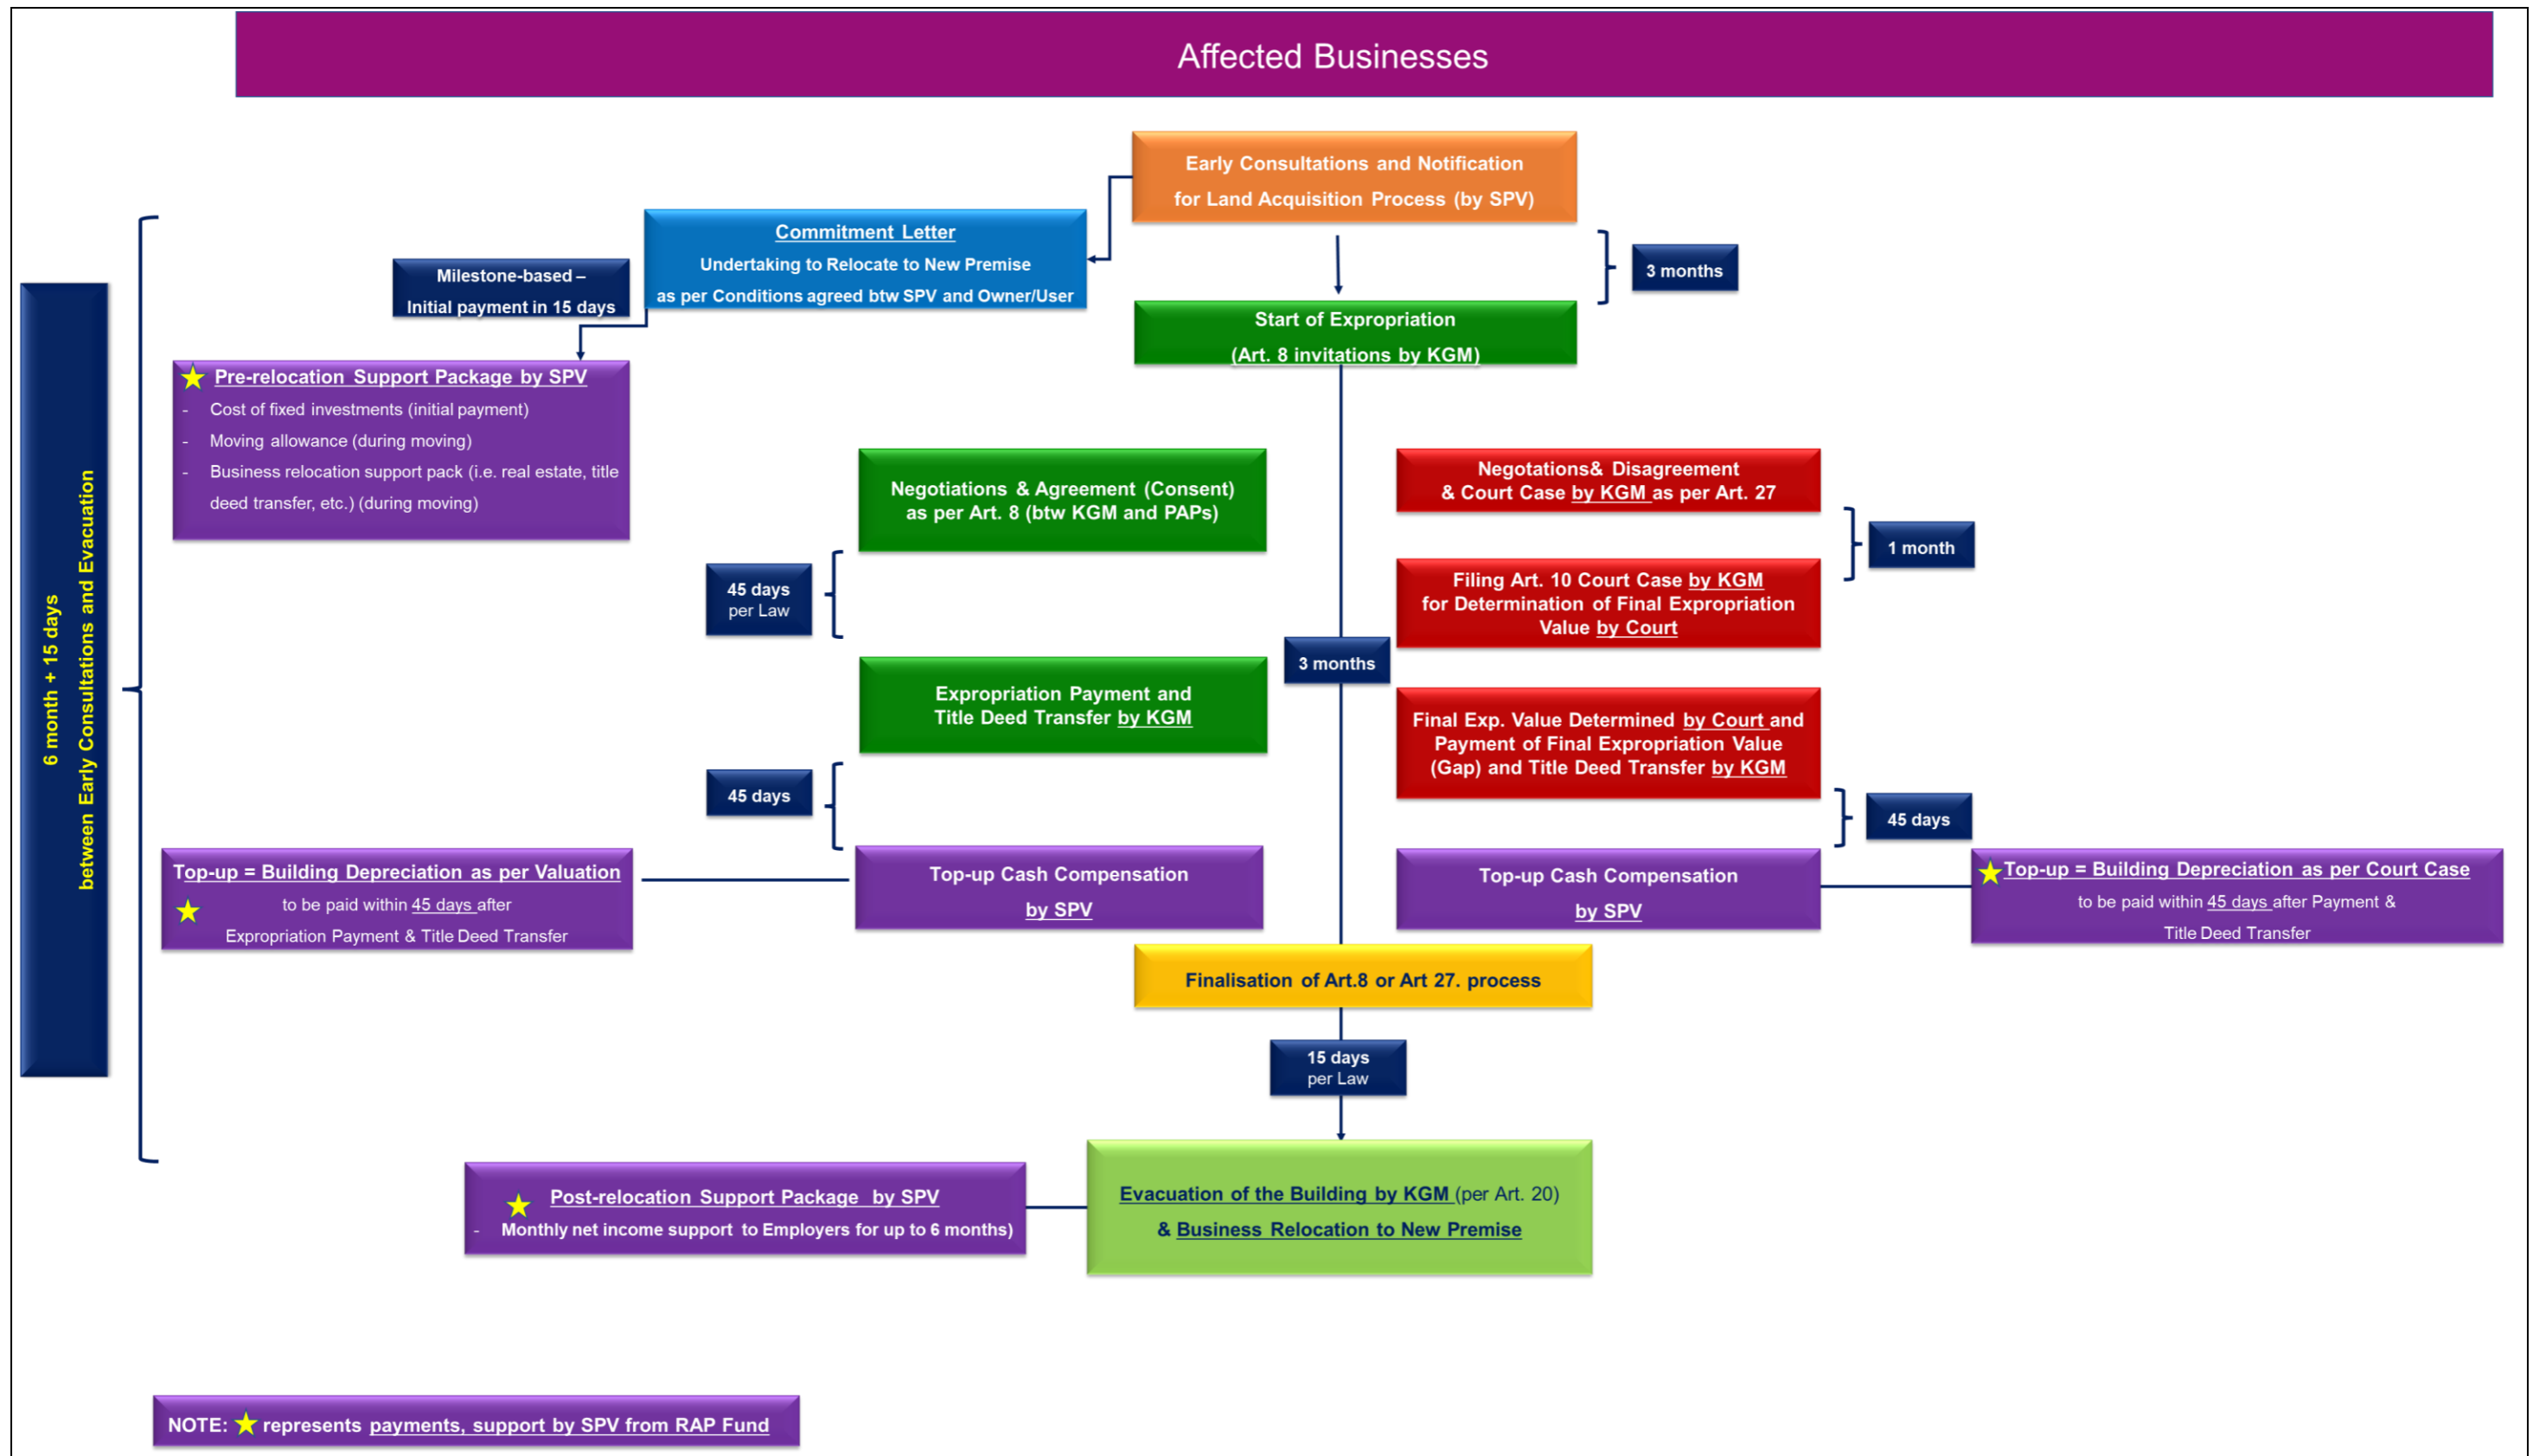 Affected Businesses
Early Consultations and Notification
for Land Acquisition Process (by SPV)
Commitment Letter
Undertaking to Relocate to New Premise
as per Conditions agreed btw SPV and Owner/User
Milestone-based –
Initial payment in 15 days
3 months
Start of Expropriation
(Art. 8 invitations by KGM)
Pre-relocation Support Package by SPV
- Cost of fixed investments (initial payment)
- Moving allowance (during moving)
- Business relocation support pack (i.e. real estate, title
deed transfer, etc.) (during moving)
6 month + 15 days
between Early Consultations and Evacuation
Negotiations & Agreement (Consent)
as per Art. 8 (btw KGM and PAPs)
Negotations& Disagreement
& Court Case by KGM as per Art. 27
1 month
45 days
per Law
Filing Art. 10 Court Case by KGM
for Determination of Final Expropriation
Value by Court
3 months
Expropriation Payment and
Title Deed Transfer by KGM
Final Exp. Value Determined by Court and
Payment of Final Expropriation Value
(Gap) and Title Deed Transfer by KGM
45 days
45 days
Top-up = Building Depreciation as per Valuation
to be paid within 45 days after
Expropriation Payment & Title Deed Transfer
Top-up Cash Compensation
by SPV
Top-up Cash Compensation
by SPV
Top-up = Building Depreciation as per Court Case
to be paid within 45 days after Payment &
Title Deed Transfer
Finalisation of Art.8 or Art 27. process
15 days
per Law
Post-relocation Support Package by SPV
- Monthly net income support to Employers for up to 6 months)
Evacuation of the Building by KGM (per Art. 20)
& Business Relocation to New Premise
NOTE: represents payments, support by SPV from RAP Fund